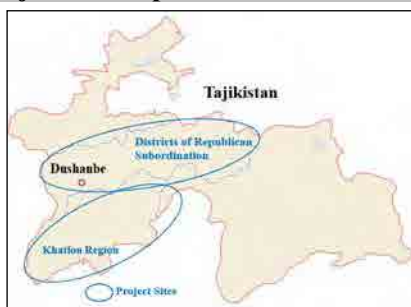 Tajikistan
Districts of Republican
Subordination
Dushanbe
Khatlon Region
Project Sites